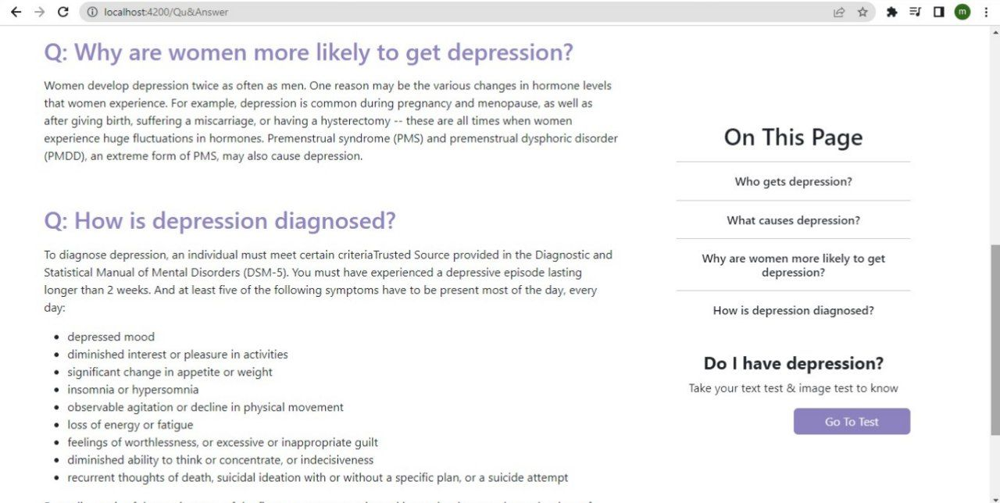 localhost:4200/Qu&Answer
m
Q: Why are women more likely to get depression?
Women develop depression twice as often as men. One reason may be the various changes in hormone levels
that women experience. For example, depression is common during pregnancy and menopause, as well as
after giving birth, suffering a miscarriage, or having a hysterectomy -- these are all times when women
experience huge fluctuations in hormones. Premenstrual syndrome (PMS) and premenstrual dysphoric disorder
(PMDD), an extreme form of PMS, may also cause depression.
Q: How is depression diagnosed?
To diagnose depression, an individual must meet certain criteriaTrusted Source provided in the Diagnostic and
Statistical Manual of Mental Disorders (DSM-5). You must have experienced a depressive episode lasting
longer than 2 weeks. And at least five of the following symptoms have to be present most of the day, every
day:
depressed mood
diminished interest or pleasure in activities
significant change in appetite or weight
insomnia or hypersomnia
observable agitation or decline in physical movement
loss of energy or fatigue
feelings of worthlessness, or excessive or inappropriate guilt
diminished ability to think or concentrate, or indecisiveness
recurrent thoughts of death, suicidal ideation with or without a specific plan, or a suicide attempt
On This Page
Who gets depression?
What causes depression?
Why are women more likely to get
depression?
How is depression diagnosed?
Do I have depression?
Take your text test & image test to know
Go To Test